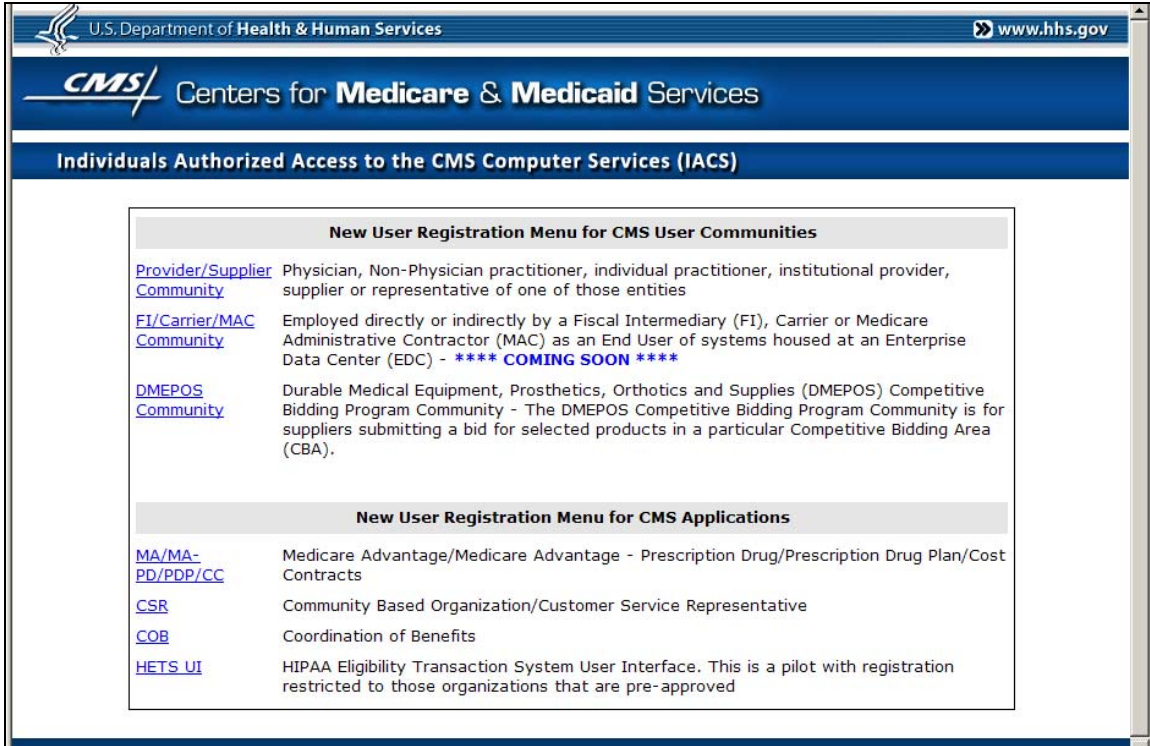 U.S. Department of Health & Human Services
www.hhs.gov
CMS Centers for Medicare & Medicaid Services
Individuals Authorized Access to the CMS Computer Services (IACS)
New User Registration Menu for CMS User Communities
Provider/Supplier Physician, Non-Physician practitioner, individual practitioner, institutional provider,
Community supplier or representative of one of those entities
FI/Carrier/MAC Employed directly or indirectly by a Fiscal Intermediary (FI), Carrier or Medicare
Community Administrative Contractor (MAC) as an End User of systems housed at an Enterprise
Data Center (EDC) - **** COMING SOON ****
DMEPOS Durable Medical Equipment, Prosthetics, Orthotics and Supplies (DMEPOS) Competitive
Community Bidding Program Community - The DMEPOS Competitive Bidding Program Community is for
suppliers submitting a bid for selected products in a particular Competitive Bidding Area
(CBA).
New User Registration Menu for CMS Applications
MA/MA- Medicare Advantage/Medicare Advantage - Prescription Drug/Prescription Drug Plan/Cost
PD/PDP/CC Contracts
CSR Community Based Organization/Customer Service Representative
COB Coordination of Benefits
HETS UI HIPAA Eligibility Transaction System User Interface. This is a pilot with registration
restricted to those organizations that are pre-approved